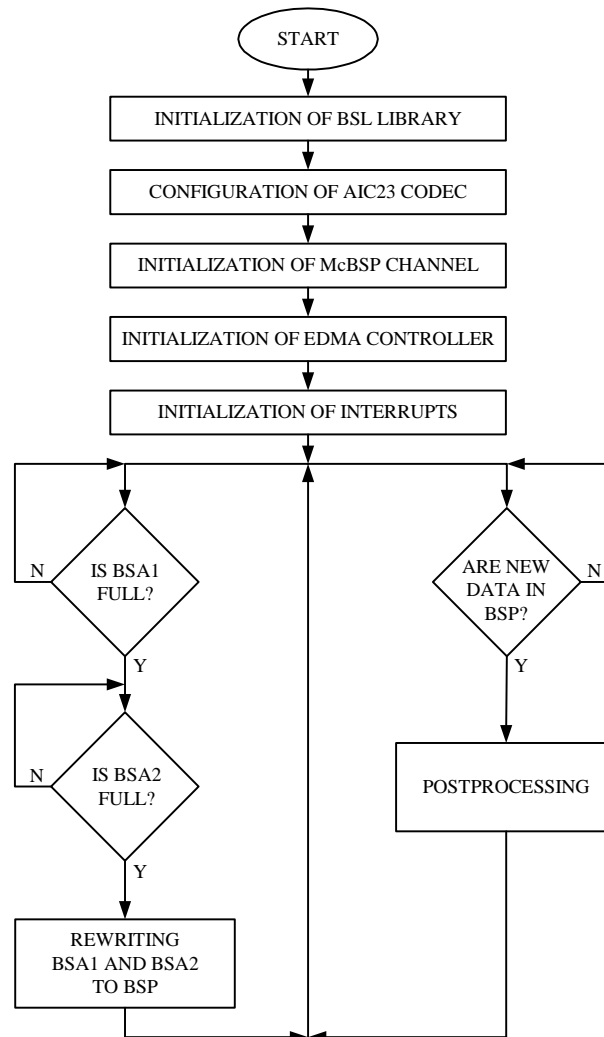 START
INITIALIZATION OF BSL LIBRARY
CONFIGURATION OF AIC23 CODEC
INITIALIZATION OF McBSP CHANNEL
INITIALIZATION OF EDMA CONTROLLER
INITIALIZATION OF INTERRUPTS
N
IS BSA1
FULL?
Y
N
IS BSA2
FULL?
Y
REWRITING
BSA1 AND BSA2
TO BSP
ARE NEW
DATA IN
BSP?
N
Y
POSTPROCESSING